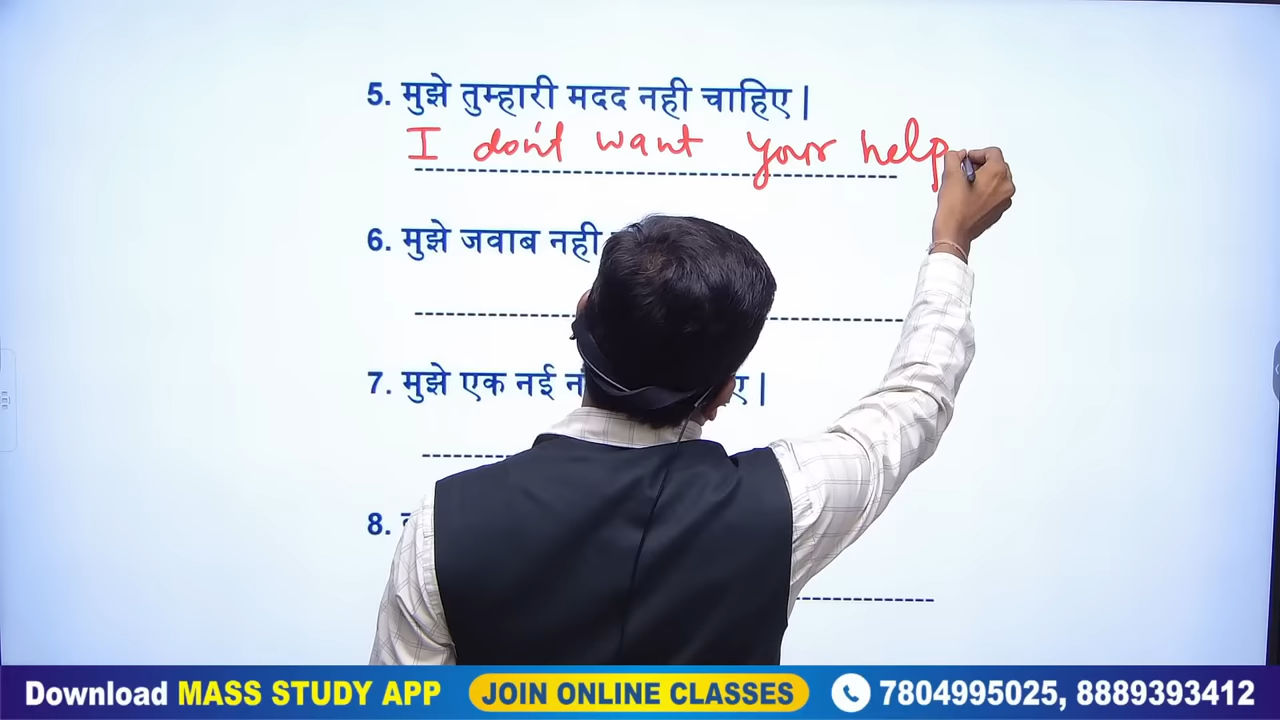 5. मुझे तुम्हारी मदद नही चाहिए |
I don't want your help
6. मुझे जवाब नही
7. मुझे एक नई |
8.
Download MASS STUDY APP JOIN ONLINE CLASSES 7804995025, 8889393412